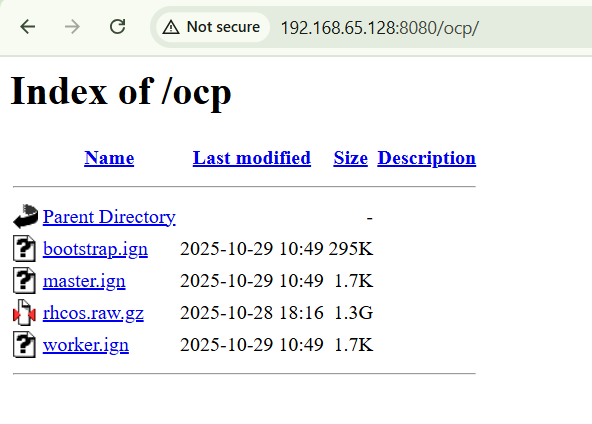 Not secure 192.168.65.128:8080/ocp/
Index of /ocp
Name Last modified Size Description
Parent Directory -
bootstrap.ign 2025-10-29 10:49 295K
master.ign 2025-10-29 10:49 1.7K
rhcos.raw.gz 2025-10-28 18:16 1.3G
worker.ign 2025-10-29 10:49 1.7K